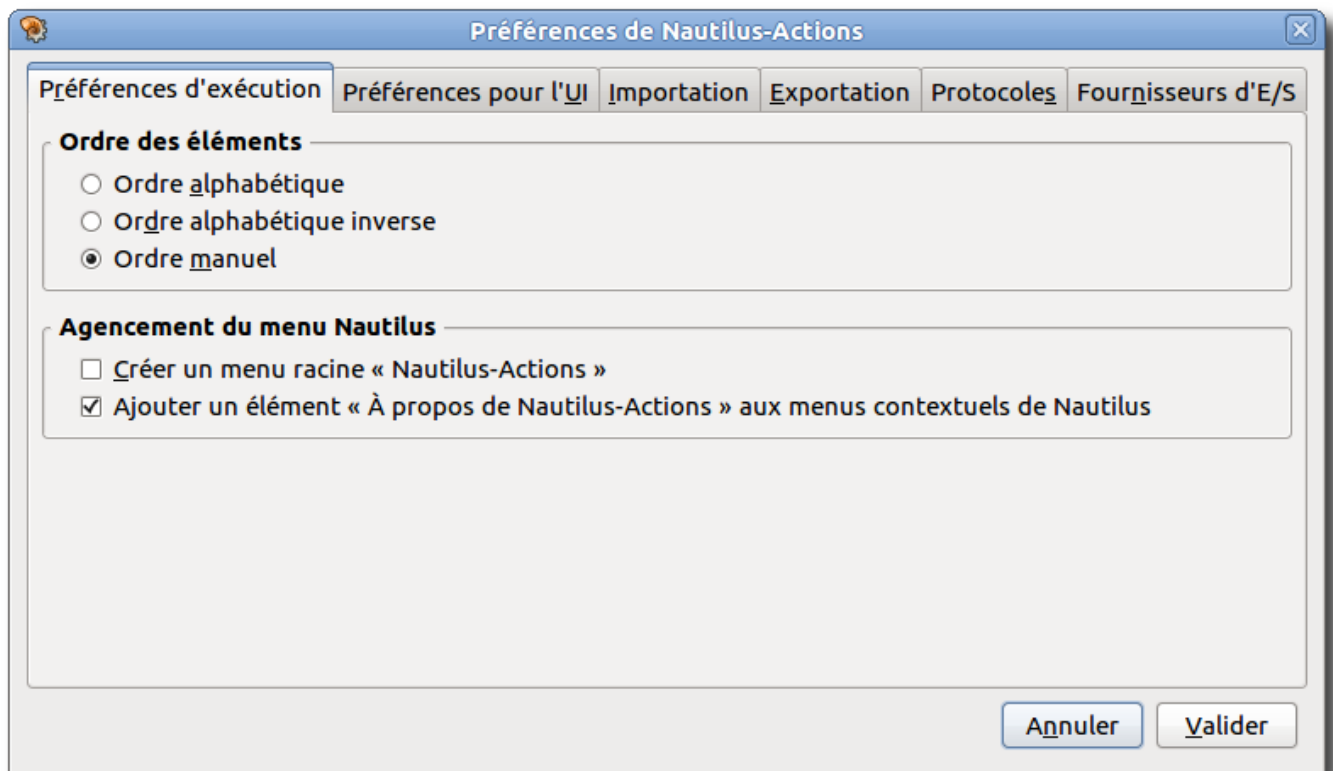 Préférences de Nautilus-Actions
Préférences d'exécution Préférences pour l'UI Importation Exportation Protocoles Fournisseurs d'E/S
Ordre des éléments
Ordre alphabétique
Ordre alphabétique inverse
Ordre manuel
Agencement du menu Nautilus
Créer un menu racine « Nautilus-Actions »
Ajouter un élément « À propos de Nautilus-Actions » aux menus contextuels de Nautilus
Annuler Valider